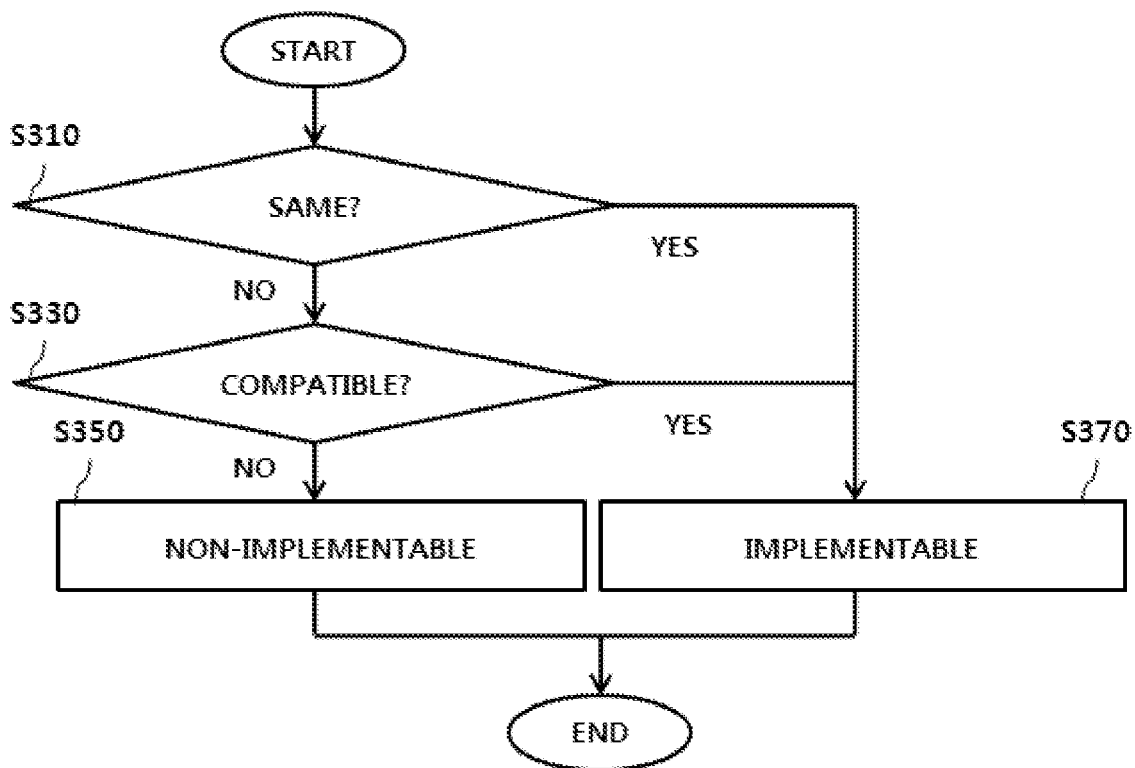 START
S310
SAME?
YES
NO
S330
COMPATIBLE?
YES
S350
NO
S370
NON-IMPLEMENTABLE
IMPLEMENTABLE
END